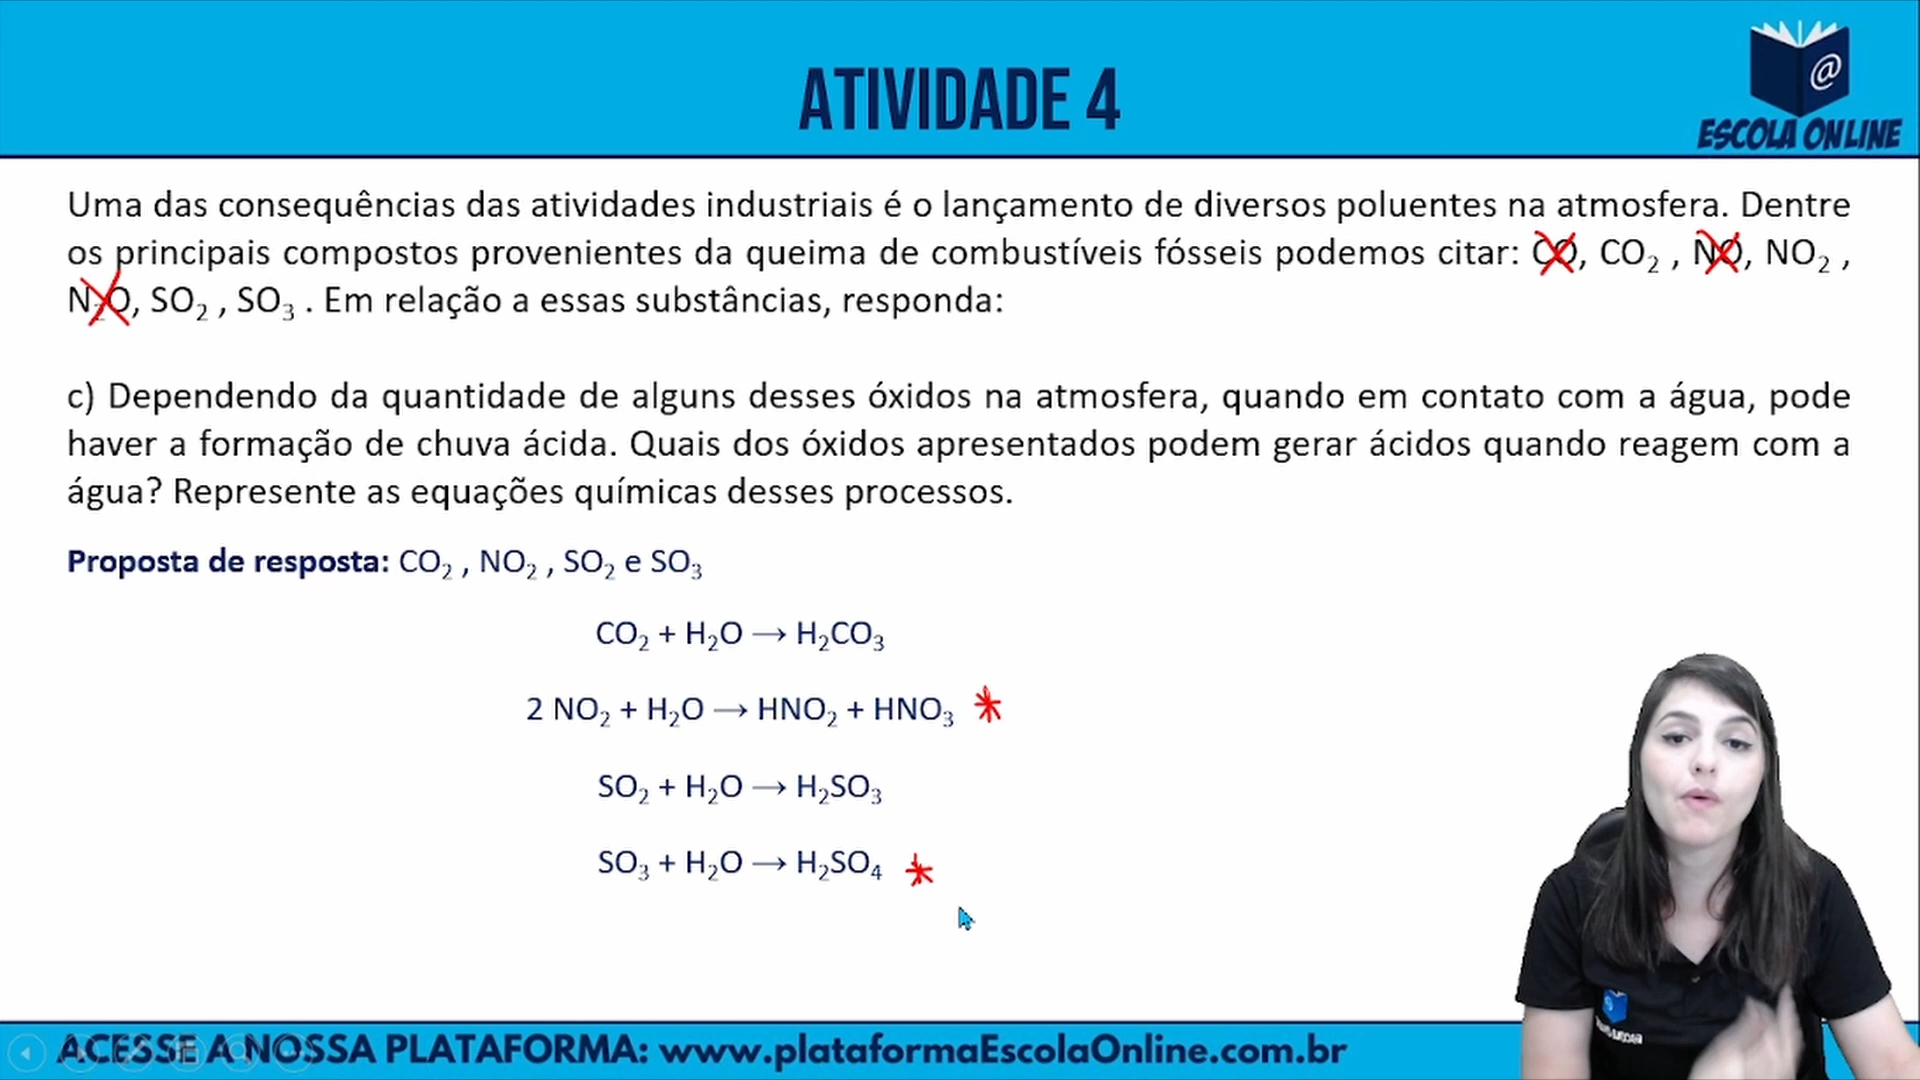 ATIVIDADE 4
@
ESCOLA ONLINE
Uma das consequências das atividades industriais é o lançamento de diversos poluentes na atmosfera. Dentre
os principais compostos provenientes da queima de combustíveis fósseis podemos citar: CO, CO₂ , NO, NO₂ ,
N₂O, SO₂ , SO₃ . Em relação a essas substâncias, responda:
c) Dependendo da quantidade de alguns desses óxidos na atmosfera, quando em contato com a água, pode
haver a formação de chuva ácida. Quais dos óxidos apresentados podem gerar ácidos quando reagem com a
água? Represente as equações químicas desses processos.
Proposta de resposta: CO₂ , NO₂ , SO₂ e SO₃
CO₂ + H₂O → H₂CO₃
2 NO₂ + H₂O → HNO₂ + HNO₃ *
SO₂ + H₂O → H₂SO₃
SO₃ + H₂O → H₂SO₄ *
ACESSE A NOSSA PLATAFORMA: www.plataformaEscolaOnline.com.br